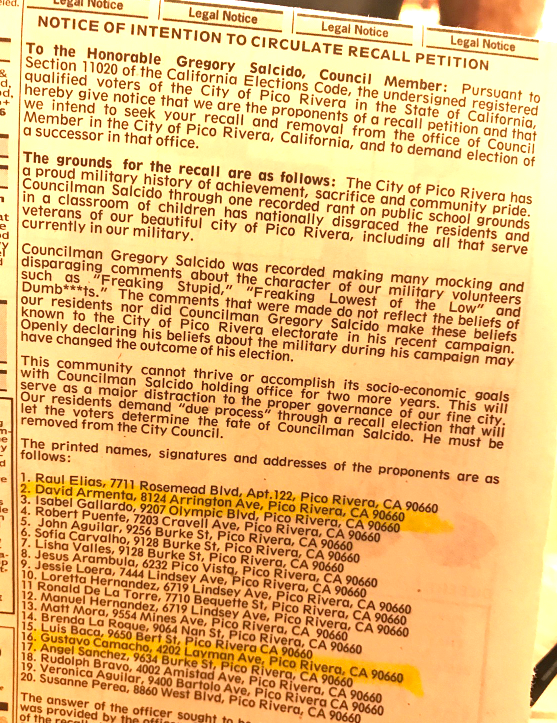 Legal Notice
Legal Notice
Legal Notice
Legal Notice
NOTICE OF INTENTION TO CIRCULATE RECALL PETITION
To the Honorable Gregory Salcido, Council Member: Pursuant to
Section 11020 of the California Elections Code, the undersigned registered
qualified voters of the City of Pico Rivera in the State of California,
hereby give notice that we are the proponents of a recall petition and that
we intend to seek your recall and removal from the office of Council
Member in the City of Pico Rivera, California, and to demand election of
a successor in that office.
The grounds for the recall are as follows: The City of Pico Rivera has
a proud military history of achievement, sacrifice and community pride.
Councilman Salcido through one recorded rant on public school grounds
in a classroom of children has nationally disgraced the residents and
veterans of our beautiful city of Pico Rivera, including all that serve
currently in our military.
Councilman Gregory Salcido was recorded making many mocking and
disparaging comments about the character of our military volunteers
such as "Freaking Stupid," "Freaking Lowest of the Low" and
Dumb***ts." The comments that were made do not reflect the beliefs of
our residents nor did Councilman Gregory Salcido make these beliefs
known to the City of Pico Rivera electorate in his recent campaign.
Openly declaring his beliefs about the military during his campaign may
have changed the outcome of his election.
This community cannot thrive or accomplish its socio-economic goals
with Councilman Salcido holding office for two more years. This will
serve as a major distraction to the proper governance of our fine city.
Our residents demand "due process" through a recall election that will
let the voters determine the fate of Councilman Salcido. He must be
removed from the City Council.
The printed names, signatures and addresses of the proponents are as
follows:
1. Raul Elias, 7711 Rosemead Blvd, Apt.122, Pico Rivera, CA 90660
2. David Armenta, 8124 Arrington Ave, Pico Rivera, CA 90660
3. Isabel Gallardo, 9207 Olympic Blvd, Pico Rivera, CA 90660
4. Robert Puente, 7203 Cravell Ave, Pico Rivera, CA 90660
5. John Aguilar, 9256 Burke St, Pico Rivera, CA 90660
6. Sofia Carvalho, 9128 Burke St, Pico Rivera, CA 90660
7. Lisha Valles, 9128 Burke St, Pico Rivera, CA 90660
8. Jesus Arambula, 6232 Pico Vista, Pico Rivera, CA 90660
9. Jessie Loera, 7444 Lindsey Ave, Pico Rivera, CA 90660
10. Loretta Hernandez, 6719 Lindsey Ave, Pico Rivera, CA 90660
11 Ronald De La Torre, 7710 Bequette St, Pico Rivera, CA 90660
12. Manuel Hernandez, 6719 Lindsey Ave, Pico Rivera, CA 90660
13. Matt Mora, 9554 Mines Ave, Pico Rivera, CA 90660
14. Brenda La Roque, 9064 Nan St, Pico Rivera, CA 90660
15. Luis Baca, 9650 Bert St, Pico Rivera CA 90660
16. Gustavo Camacho, 4202 Layman Ave, Pico Rivera, CA 90660
17. Angel Sanchez, 9634 Burke St, Pico Rivera, CA 90660
18. Rudolph Bravo, 4002 Amistad Ave, Pico Rivera, CA 90660
19. Veronica Aguilar, 9400 Bartolo Ave, Pico Rivera CA 90660
20. Susanne Perea, 8860 West Blvd, Pico Rivera, CA 90660
The answer of the officer sought to
was provided by the
of the